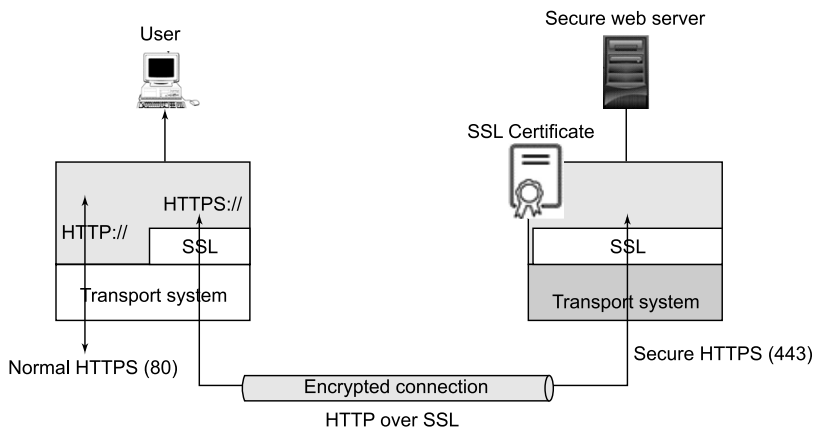 User
Secure web server
SSL Certificate
HTTPS://
HTTP://
SSL
SSL
Transport system
Transport system
Normal HTTPS (80)
Secure HTTPS (443)
Encrypted connection
HTTP over SSL